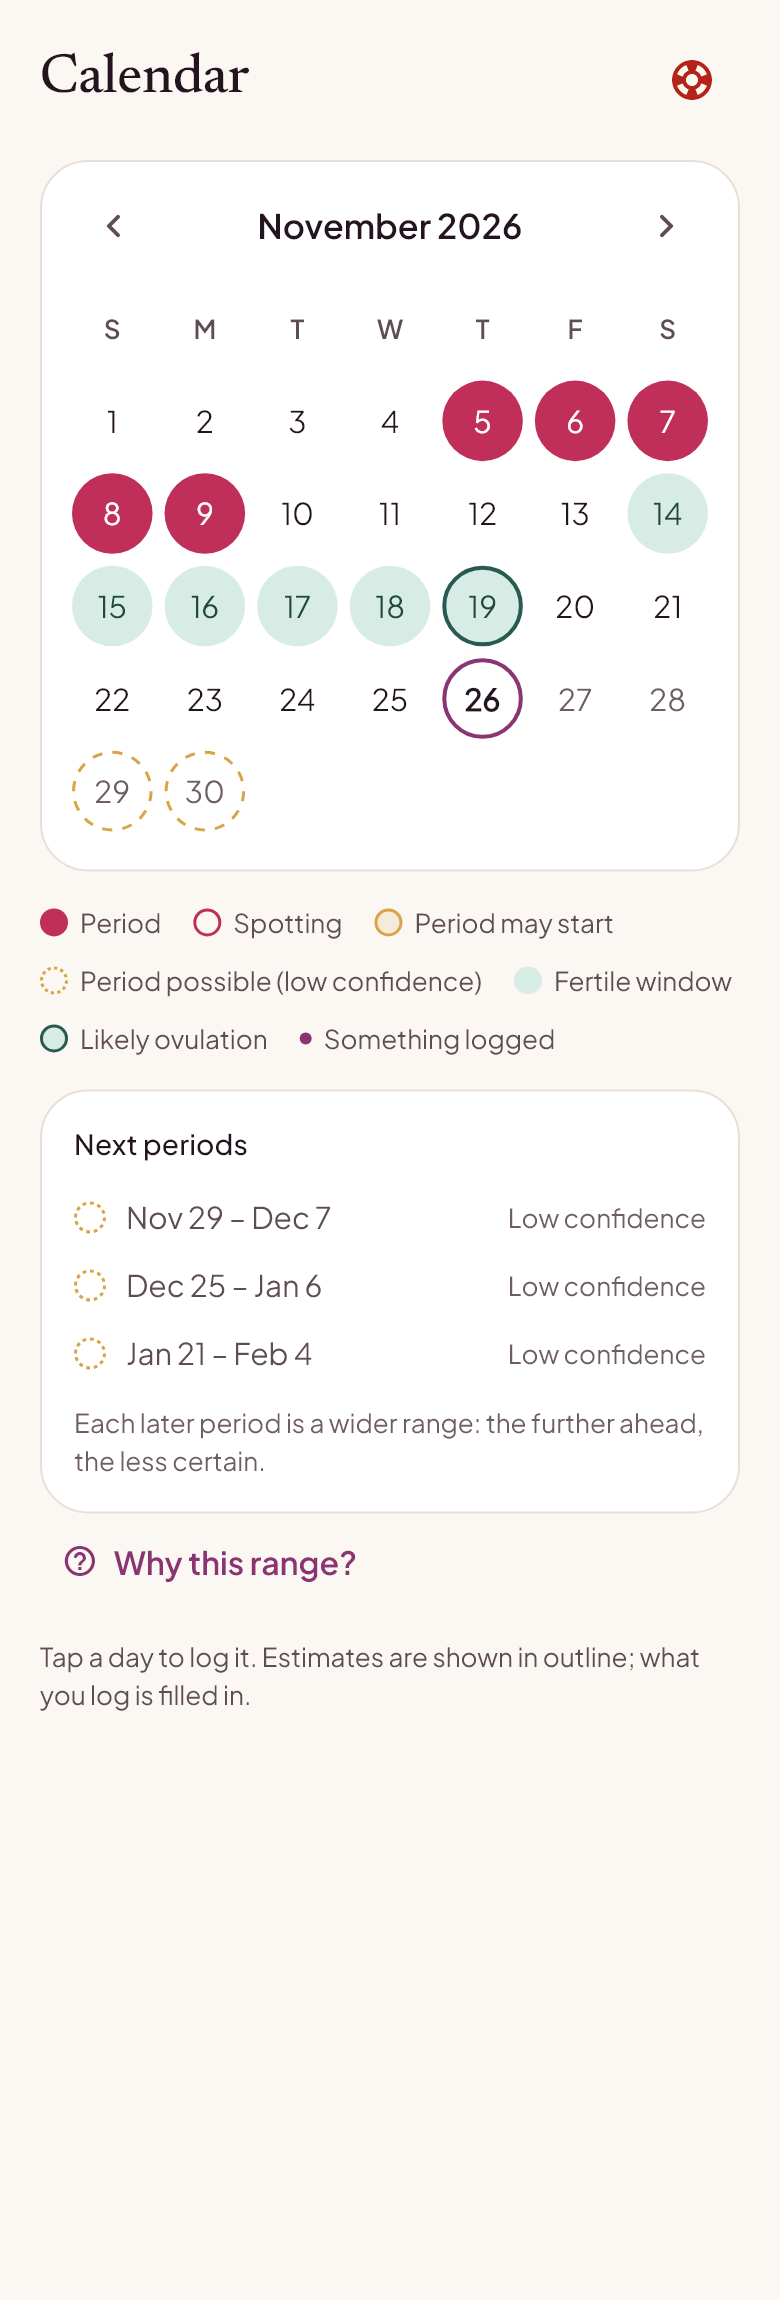 Calendar
November 2026
S M T W T F S
1 2 3 4 5 6 7
8 9 10 11 12 13 14
15 16 17 18 19 20 21
22 23 24 25 26 27 28
29 30
Period Spotting Period may start
Period possible (low confidence) Fertile window
Likely ovulation Something logged
Next periods
Nov 29 – Dec 7 Low confidence
Dec 25 – Jan 6 Low confidence
Jan 21 – Feb 4 Low confidence
Each later period is a wider range: the further ahead,
the less certain.
Why this range?
Tap a day to log it. Estimates are shown in outline; what
you log is filled in.